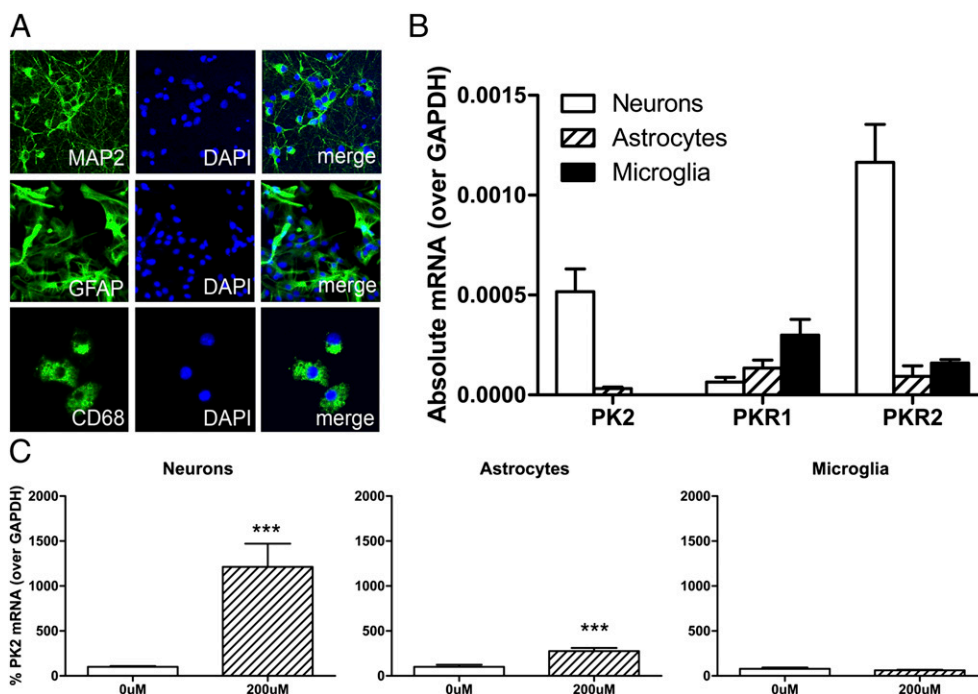 A
MAP2 DAPI merge
GFAP DAPI merge
CD68 DAPI merge
B
Absolute mRNA (over GAPDH)
0.0015
0.0010
0.0005
0.0000
Neurons
Astrocytes
Microglia
PK2 PKR1 PKR2
C
% PK2 mRNA (over GAPDH)
Neurons
2000
1500
1000
500
0
***
0uM 200uM
Astrocytes
2000
1500
1000
500
0
***
0uM 200uM
Microglia
2000
1500
1000
500
0
0uM 200uM